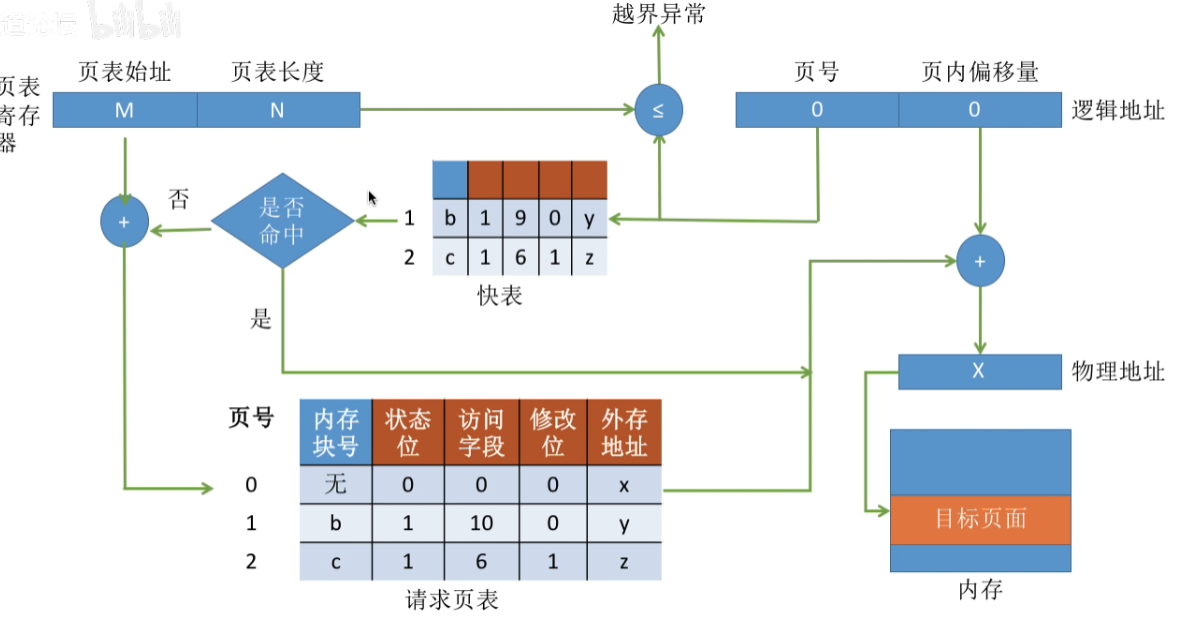 道论坛 bilibili
越界异常
页表始址 页表长度 页号 页内偏移量
页表
寄存
器
M N ≤ 0 0 逻辑地址
否
+
是否
命中
1 b 1 9 0 y
2 c 1 6 1 z
快表
+
是
X 物理地址
页号
内存
块号
状态
位
访问
字段
修改
位
外存
地址
0 无 0 0 0 x
1 b 1 10 0 y
2 c 1 6 1 z
请求页表
目标页面
内存